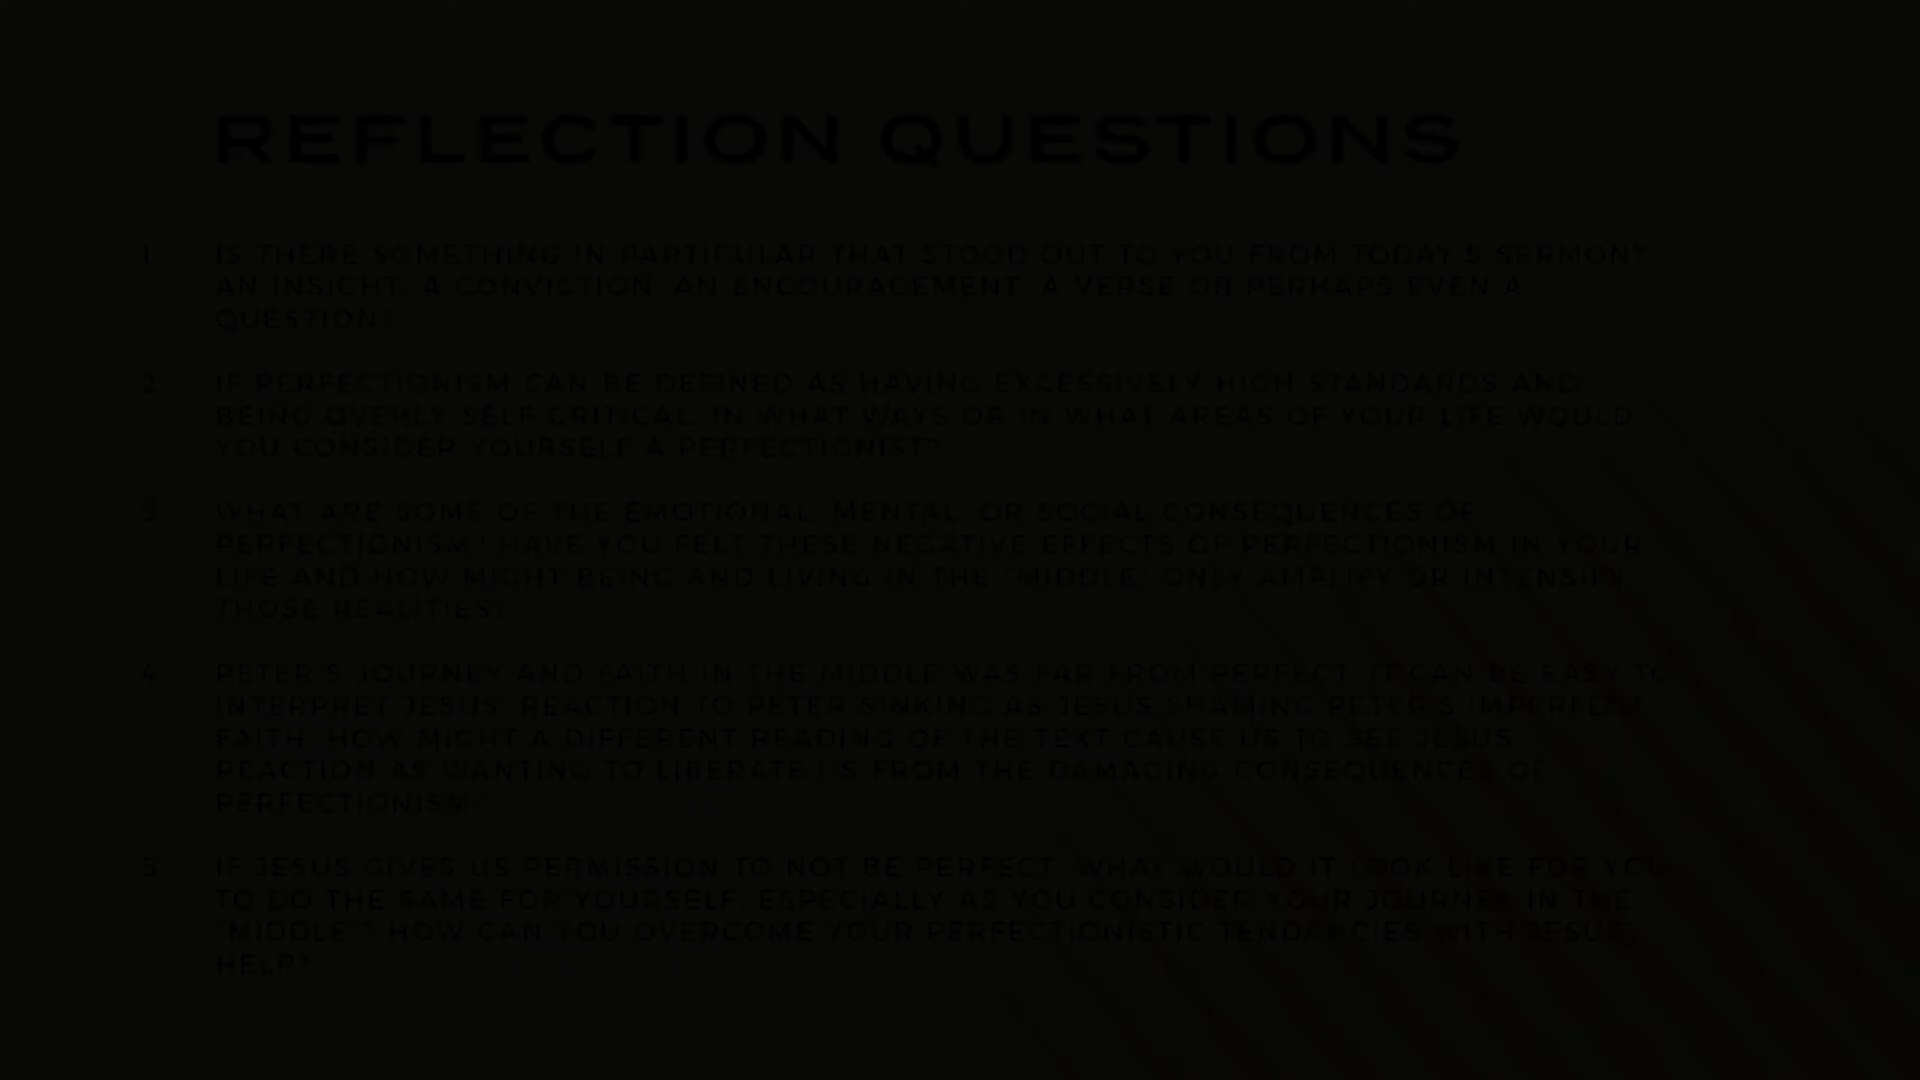 REFLECTION QUESTIONS
1 IS THERE SOMETHING IN PARTICULAR THAT STOOD OUT TO YOU FROM TODAY'S SERMON?
AN INSIGHT, A CONVICTION, AN ENCOURAGEMENT, A VERSE OR PERHAPS EVEN A
QUESTION?
2 IF PERFECTIONISM CAN BE DEFINED AS HAVING EXCESSIVELY HIGH STANDARDS AND
BEING OVERLY SELF-CRITICAL, IN WHAT WAYS OR IN WHAT AREAS OF YOUR LIFE WOULD
YOU CONSIDER YOURSELF A PERFECTIONIST?
3 WHAT ARE SOME OF THE EMOTIONAL, MENTAL, OR SOCIAL CONSEQUENCES OF
PERFECTIONISM? HAVE YOU FELT THESE NEGATIVE EFFECTS OF PERFECTIONISM IN YOUR
LIFE AND HOW MIGHT BEING AND LIVING IN THE "MIDDLE" ONLY AMPLIFY OR INTENSIFY
THOSE REALITIES?
4 PETER'S JOURNEY AND FAITH IN THE MIDDLE WAS FAR FROM PERFECT. IT CAN BE EASY TO
INTERPRET JESUS' REACTION TO PETER SINKING AS JESUS SHAMING PETER'S IMPERFECT
FAITH. HOW MIGHT A DIFFERENT READING OF THE TEXT CAUSE US TO SEE JESUS'
REACTION AS WANTING TO LIBERATE US FROM THE DAMAGING CONSEQUENCES OF
PERFECTIONISM?
5 IF JESUS GIVES US PERMISSION TO NOT BE PERFECT, WHAT WOULD IT LOOK LIKE FOR YOU
TO DO THE SAME FOR YOURSELF, ESPECIALLY AS YOU CONSIDER YOUR JOURNEY IN THE
"MIDDLE"? HOW CAN YOU OVERCOME YOUR PERFECTIONISTIC TENDANCIES WITH JESUS'
HELP?